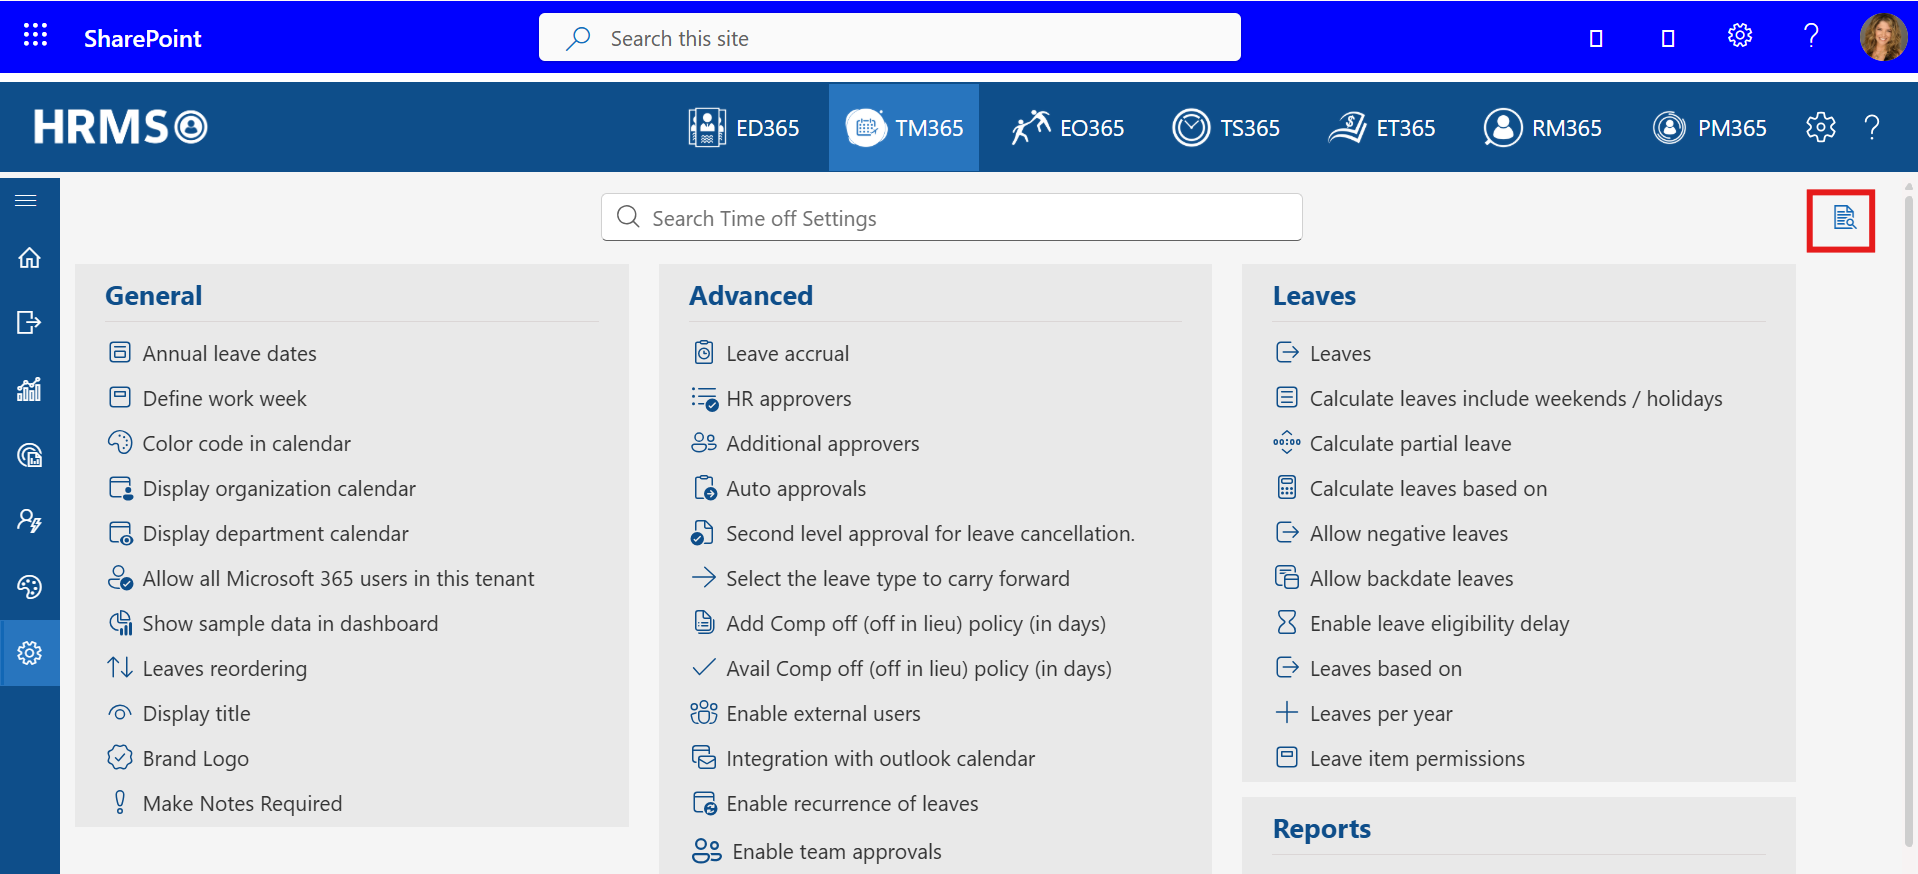 SharePoint
Search this site
?
HRMS
ED365
TM365
EO365
TS365
ET365
RM365
PM365
?
Search Time off Settings
General
Annual leave dates
Define work week
Color code in calendar
Display organization calendar
Display department calendar
Allow all Microsoft 365 users in this tenant
Show sample data in dashboard
Leaves reordering
Display title
Brand Logo
Make Notes Required
Advanced
Leave accrual
HR approvers
Additional approvers
Auto approvals
Second level approval for leave cancellation.
Select the leave type to carry forward
Add Comp off (off in lieu) policy (in days)
Avail Comp off (off in lieu) policy (in days)
Enable external users
Integration with outlook calendar
Enable recurrence of leaves
Enable team approvals
Leaves
Leaves
Calculate leaves include weekends / holidays
00:00 Calculate partial leave
Calculate leaves based on
Allow negative leaves
Allow backdate leaves
Enable leave eligibility delay
Leaves based on
Leaves per year
Leave item permissions
Reports